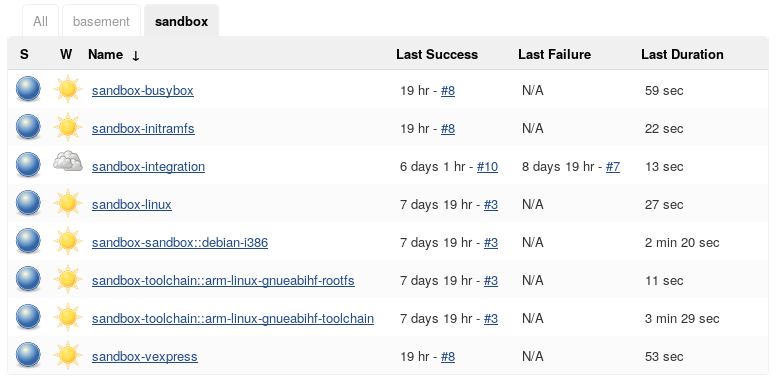 All basement sandbox
S W Name ↓ Last Success Last Failure Last Duration
sandbox-busybox 19 hr - #8 N/A 59 sec
sandbox-initramfs 19 hr - #8 N/A 22 sec
sandbox-integration 6 days 1 hr - #10 8 days 19 hr - #7 13 sec
sandbox-linux 7 days 19 hr - #3 N/A 27 sec
sandbox-sandbox::debian-i386 7 days 19 hr - #3 N/A 2 min 20 sec
sandbox-toolchain::arm-linux-gnueabihf-rootfs 7 days 19 hr - #3 N/A 11 sec
sandbox-toolchain::arm-linux-gnueabihf-toolchain 7 days 19 hr - #3 N/A 3 min 29 sec
sandbox-vexpress 19 hr - #8 N/A 53 sec